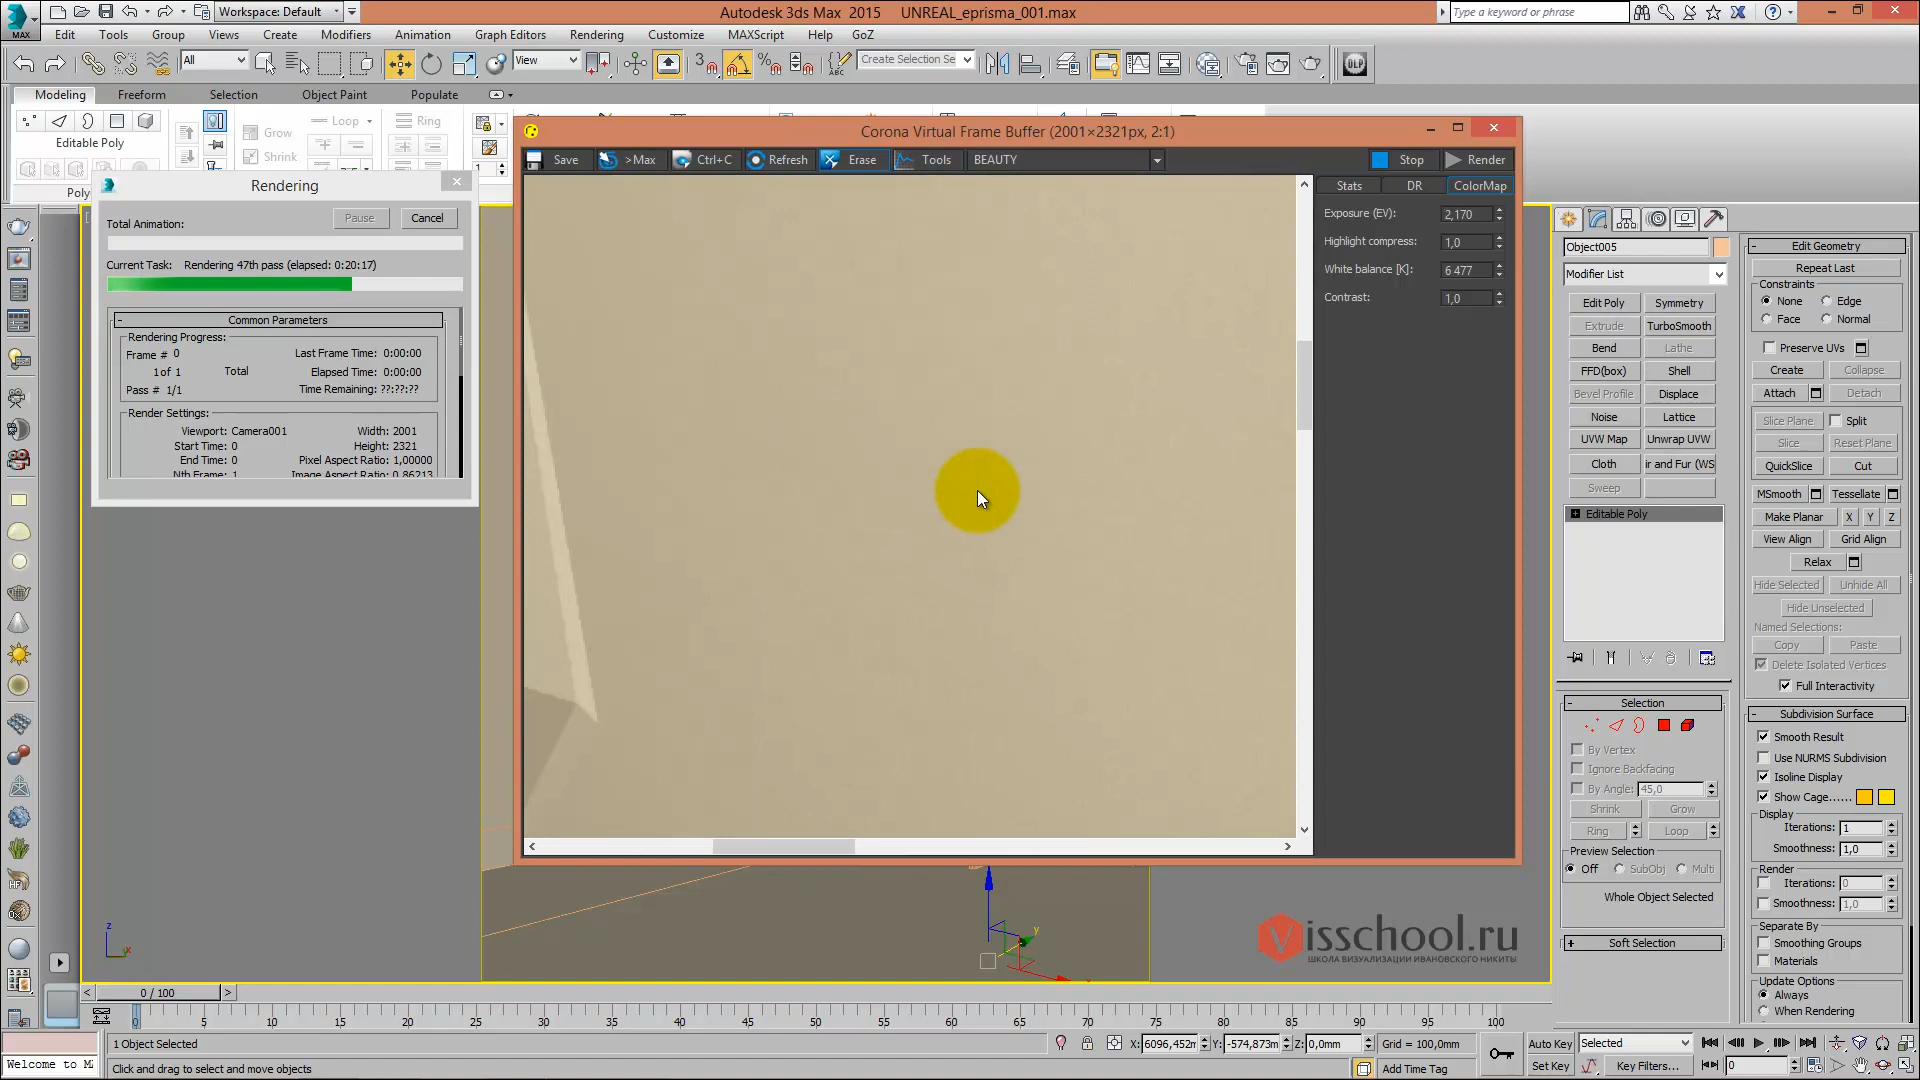 Workspace: Default
Autodesk 3ds Max 2015 UNREAL_eprisma_001.max
Type a keyword or phrase
MAX
Edit Tools Group Views Create Modifiers Animation Graph Editors Rendering Customize MAXScript Help GoZ
All
View
3
Create Selection Se
Modeling Freeform Selection Object Paint Populate
Editable Poly
Loop
Ring
Grow
Shrink
Poly
Corona Virtual Frame Buffer (2001×2321px, 2:1)
Save >Max Ctrl+C Refresh Erase Tools BEAUTY Stop Render
Stats DR ColorMap
Exposure (EV): 2,170
Highlight compress: 1,0
White balance [K]: 6 477
Contrast: 1,0
Rendering
Total Animation:
Pause Cancel
Current Task: Rendering 47th pass (elapsed: 0:20:17)
Common Parameters
Rendering Progress:
Frame # 0 Last Frame Time: 0:00:00
1 of 1 Total Elapsed Time: 0:00:00
Pass # 1/1 Time Remaining: ??:??:??
Render Settings:
Viewport: Camera001 Width: 2001
Start Time: 0 Height: 2321
End Time: 0 Pixel Aspect Ratio: 1,00000
Nth Frame: 1 Image Aspect Ratio: 0,86213
Object005
Modifier List
Edit Poly Symmetry
Extrude TurboSmooth
Bend Lathe
FFD(box) Shell
Bevel Profile Displace
Noise Lattice
UVW Map Unwrap UVW
Cloth ir and Fur (WS
Sweep
Editable Poly
Selection
By Vertex
Ignore Backfacing
By Angle: 45,0
Shrink Grow
Ring Loop
Preview Selection
Off SubObj Multi
Whole Object Selected
Soft Selection
Edit Geometry
Repeat Last
Constraints
None Edge
Face Normal
Preserve UVs
Create Collapse
Attach Detach
Slice Plane Split
Slice Reset Plane
QuickSlice Cut
MSmooth Tessellate
Make Planar X Y Z
View Align Grid Align
Relax
Hide Selected Unhide All
Hide Unselected
Named Selections:
Copy Paste
Delete Isolated Vertices
Full Interactivity
Subdivision Surface
Smooth Result
Use NURMS Subdivision
Isoline Display
Show Cage......
Display
Iterations: 1
Smoothness: 1,0
Render
Iterations: 0
Smoothness: 1,0
Separate By
Smoothing Groups
Materials
Update Options
Always
When Rendering
z
x
y
Visschool.ru
ШКОЛА ВИЗУАЛИЗАЦИИ ИВАНОВСКОГО НИКИТЫ
0 / 100
0 5 10 15 20 25 30 35 40 45 50 55 60 65 70 75 80 85 90 95 100
1 Object Selected
X: 6096,452m Y: -574,873m Z: 0,0mm Grid = 100,0mm
Auto Key Selected
Welcome to M
Click and drag to select and move objects
Add Time Tag
Set Key Key Filters...
0